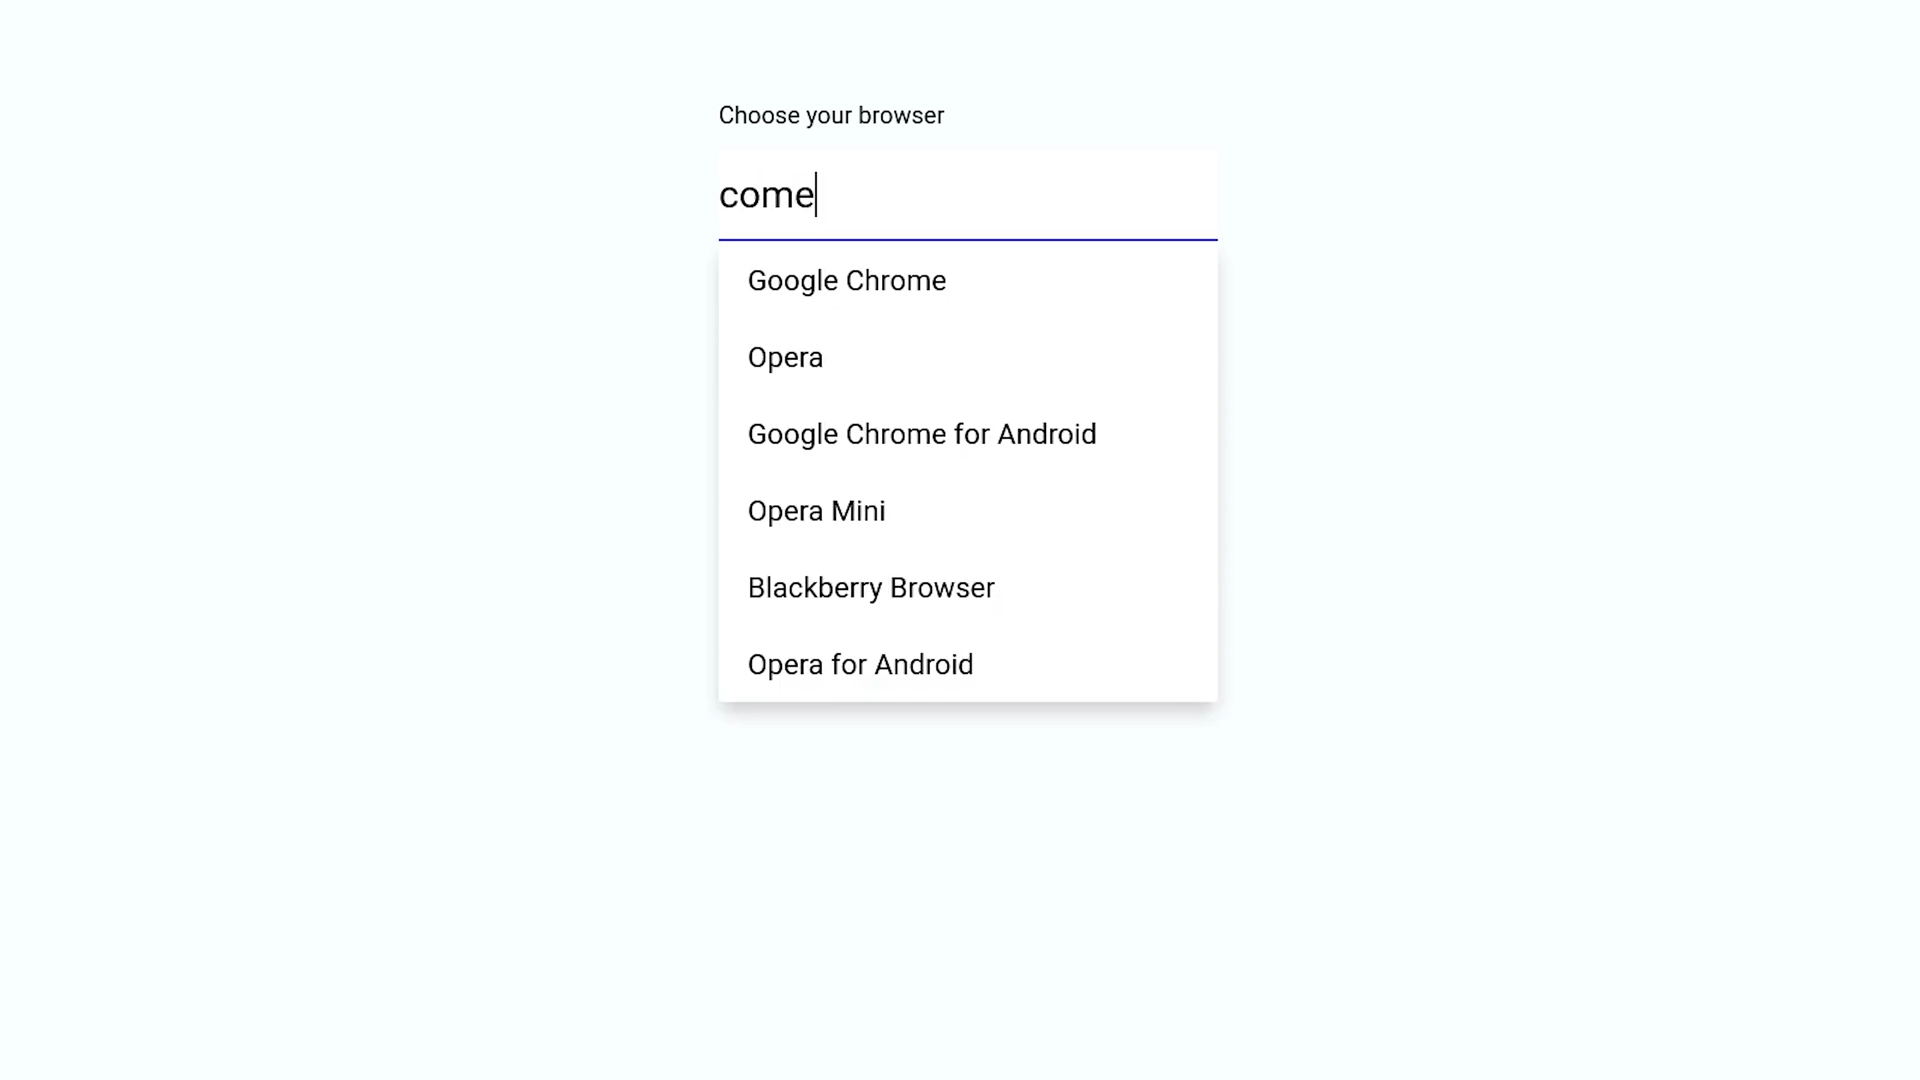 Choose your browser
come
Google Chrome
Opera
Google Chrome for Android
Opera Mini
Blackberry Browser
Opera for Android